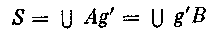 S = ∪ Ag′ = ∪ g′B